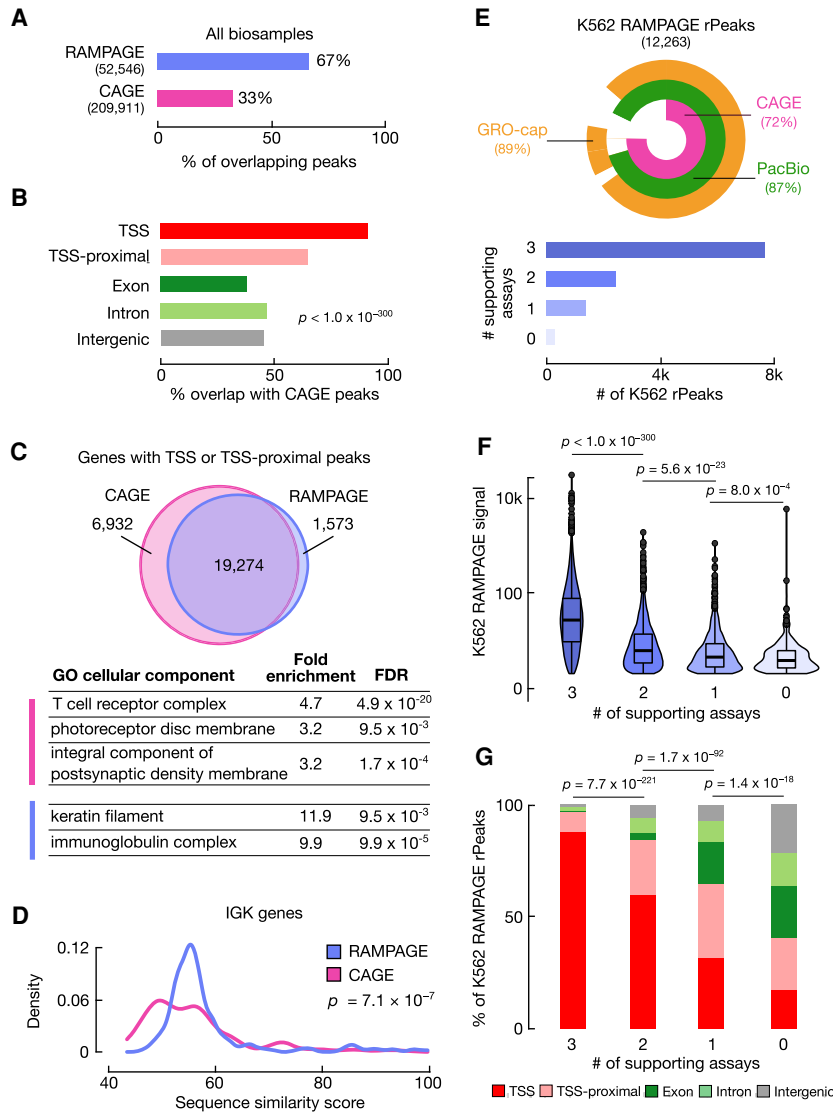 A
All biosamples
RAMPAGE
(52,546)
67%
CAGE
(209,911)
33%
0
50
100
% of overlapping peaks
B
TSS
TSS-proximal
Exon
Intron
Intergenic
p < 1.0 x 10⁻³⁰⁰
0
50
100
% overlap with CAGE peaks
C
Genes with TSS or TSS-proximal peaks
CAGE
6,932
RAMPAGE
1,573
19,274
GO cellular component
Fold enrichment
FDR
T cell receptor complex 4.7 4.9 x 10⁻²⁰
photoreceptor disc membrane 3.2 9.5 x 10⁻³
integral component of
postsynaptic density membrane 3.2 1.7 x 10⁻⁴
keratin filament 11.9 9.5 x 10⁻³
immunoglobulin complex 9.9 9.9 x 10⁻⁵
D
IGK genes
0.12
0.06
0
Density
RAMPAGE
CAGE
p = 7.1 × 10⁻⁷
40
60
80
100
Sequence similarity score
E
K562 RAMPAGE rPeaks
(12,263)
CAGE
(72%)
GRO-cap
(89%)
PacBio
(87%)
# supporting
assays
3
2
1
0
0
4k
8k
# of K562 rPeaks
F
p < 1.0 x 10⁻³⁰⁰
p = 5.6 x 10⁻²³
p = 8.0 x 10⁻⁴
K562 RAMPAGE signal
10k
100
0
3
2
1
0
# of supporting assays
G
p = 1.7 x 10⁻⁹²
p = 7.7 x 10⁻²²¹
p = 1.4 x 10⁻¹⁸
% of K562 RAMPAGE rPeaks
100
50
0
3
2
1
0
# of supporting assays
TSS
TSS-proximal
Exon
Intron
Intergenic